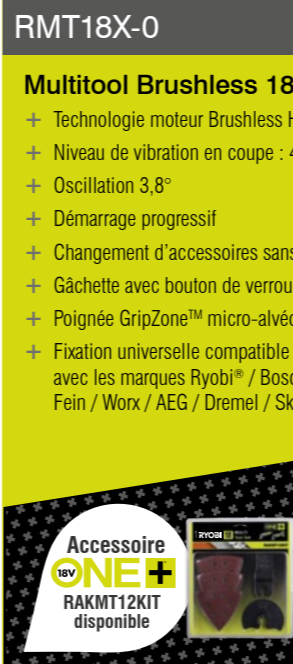 RMT18X-0
Multitool Brushless 18
+ Technologie moteur Brushless H
+ Niveau de vibration en coupe : 4
+ Oscillation 3,8°
+ Démarrage progressif
+ Changement d'accessoires sans
+ Gâchette avec bouton de verrou
+ Poignée GripZone™ micro-alvéo
+ Fixation universelle compatible
avec les marques Ryobi® / Bosc
Fein / Worx / AEG / Dremel / Sk
Accessoire
18V ONE+
RAKMT12KIT
disponible
RYOBI